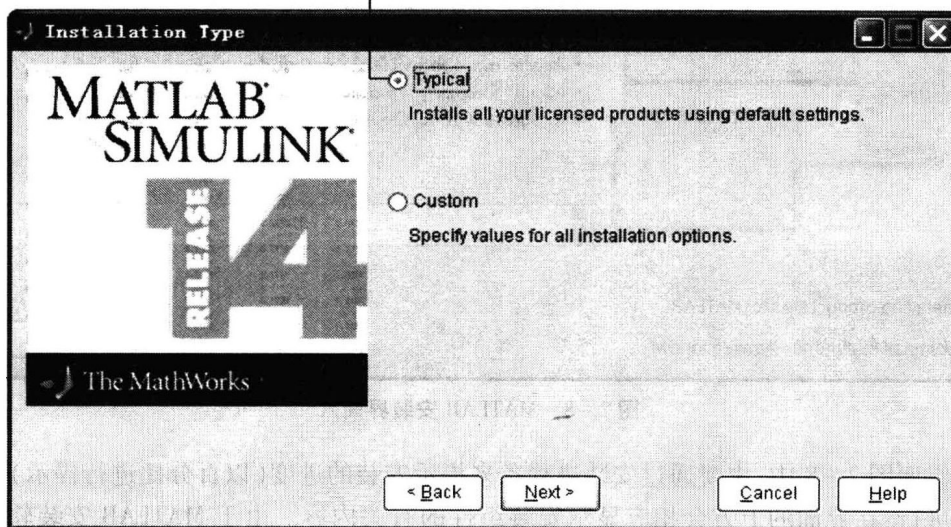 Installation Type
MATLAB®
SIMULINK®
RELEASE
14
The MathWorks
Typical
Installs all your licensed products using default settings.
Custom
Specify values for all installation options.
< Back
Next >
Cancel
Help